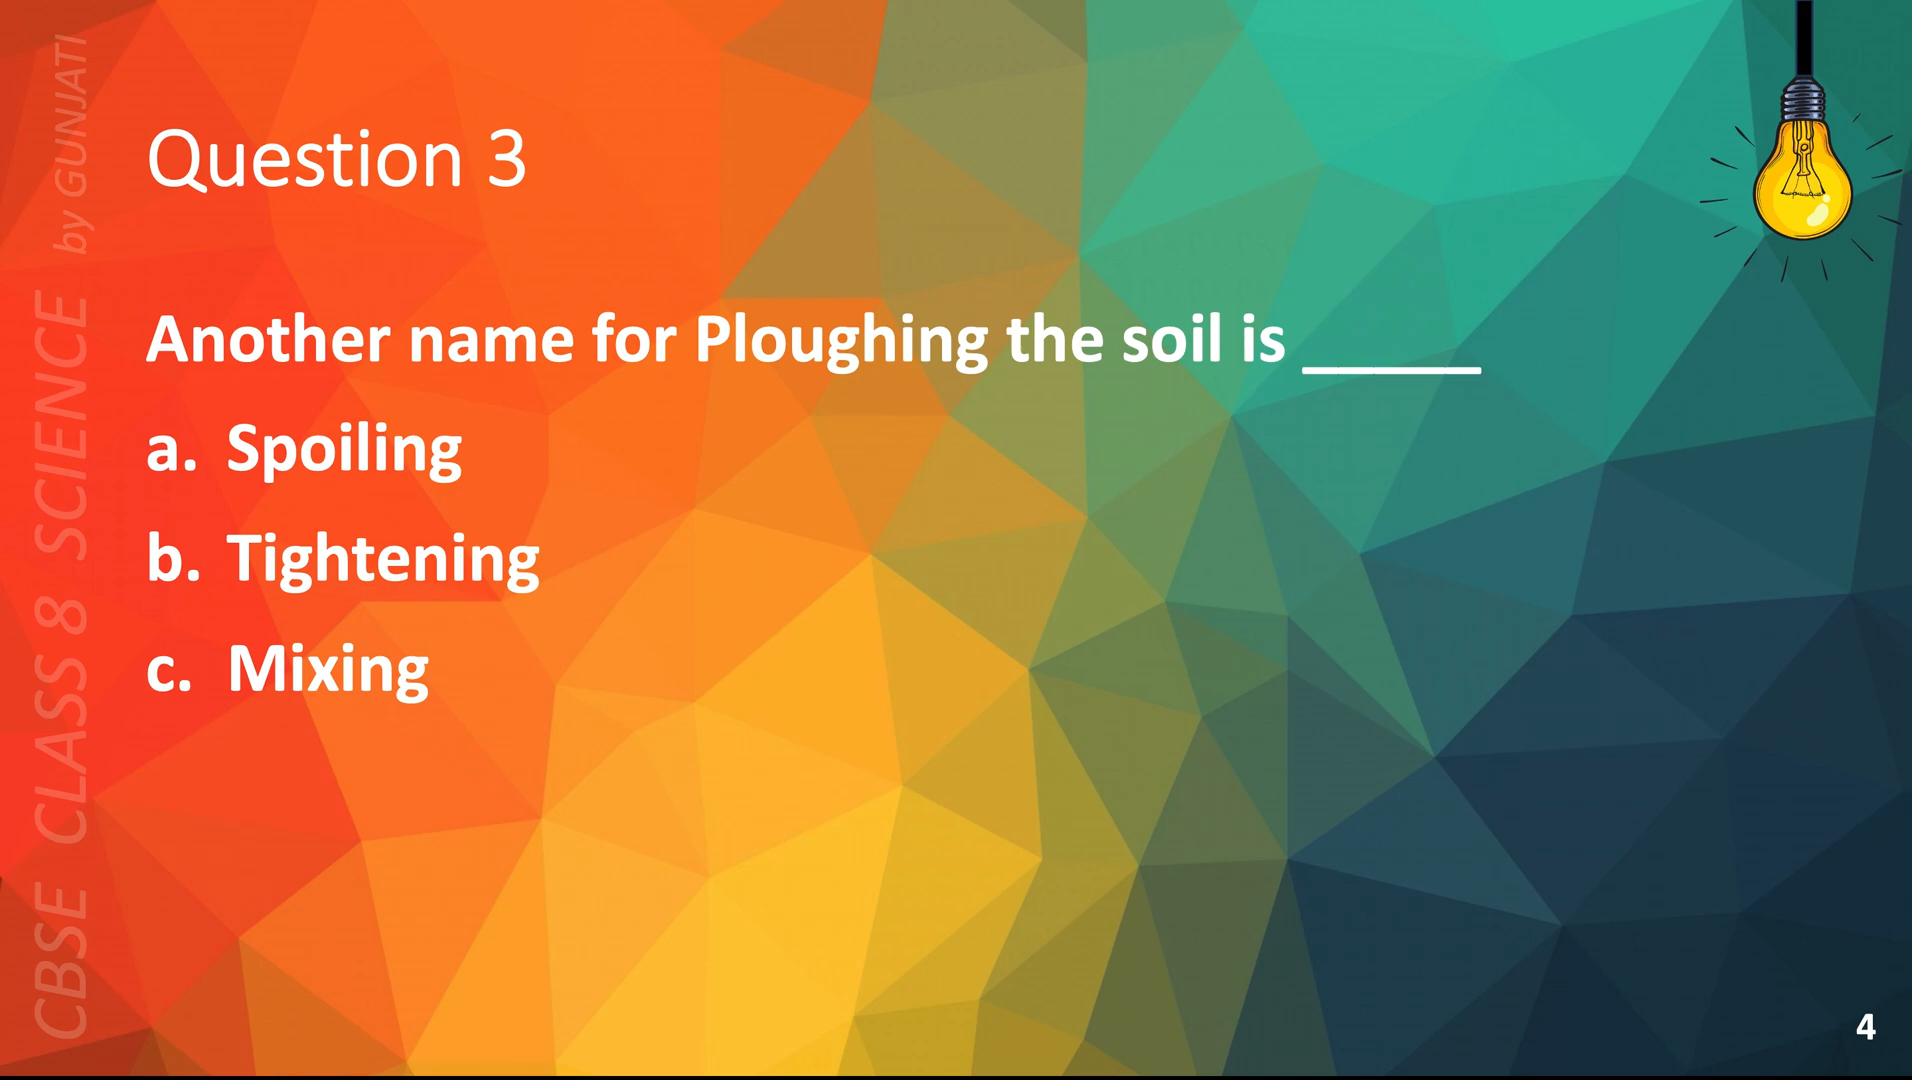 CBSE CLASS 8 SCIENCE by GUNJATI
Question 3
Another name for Ploughing the soil is _____
a. Spoiling
b. Tightening
c. Mixing
4